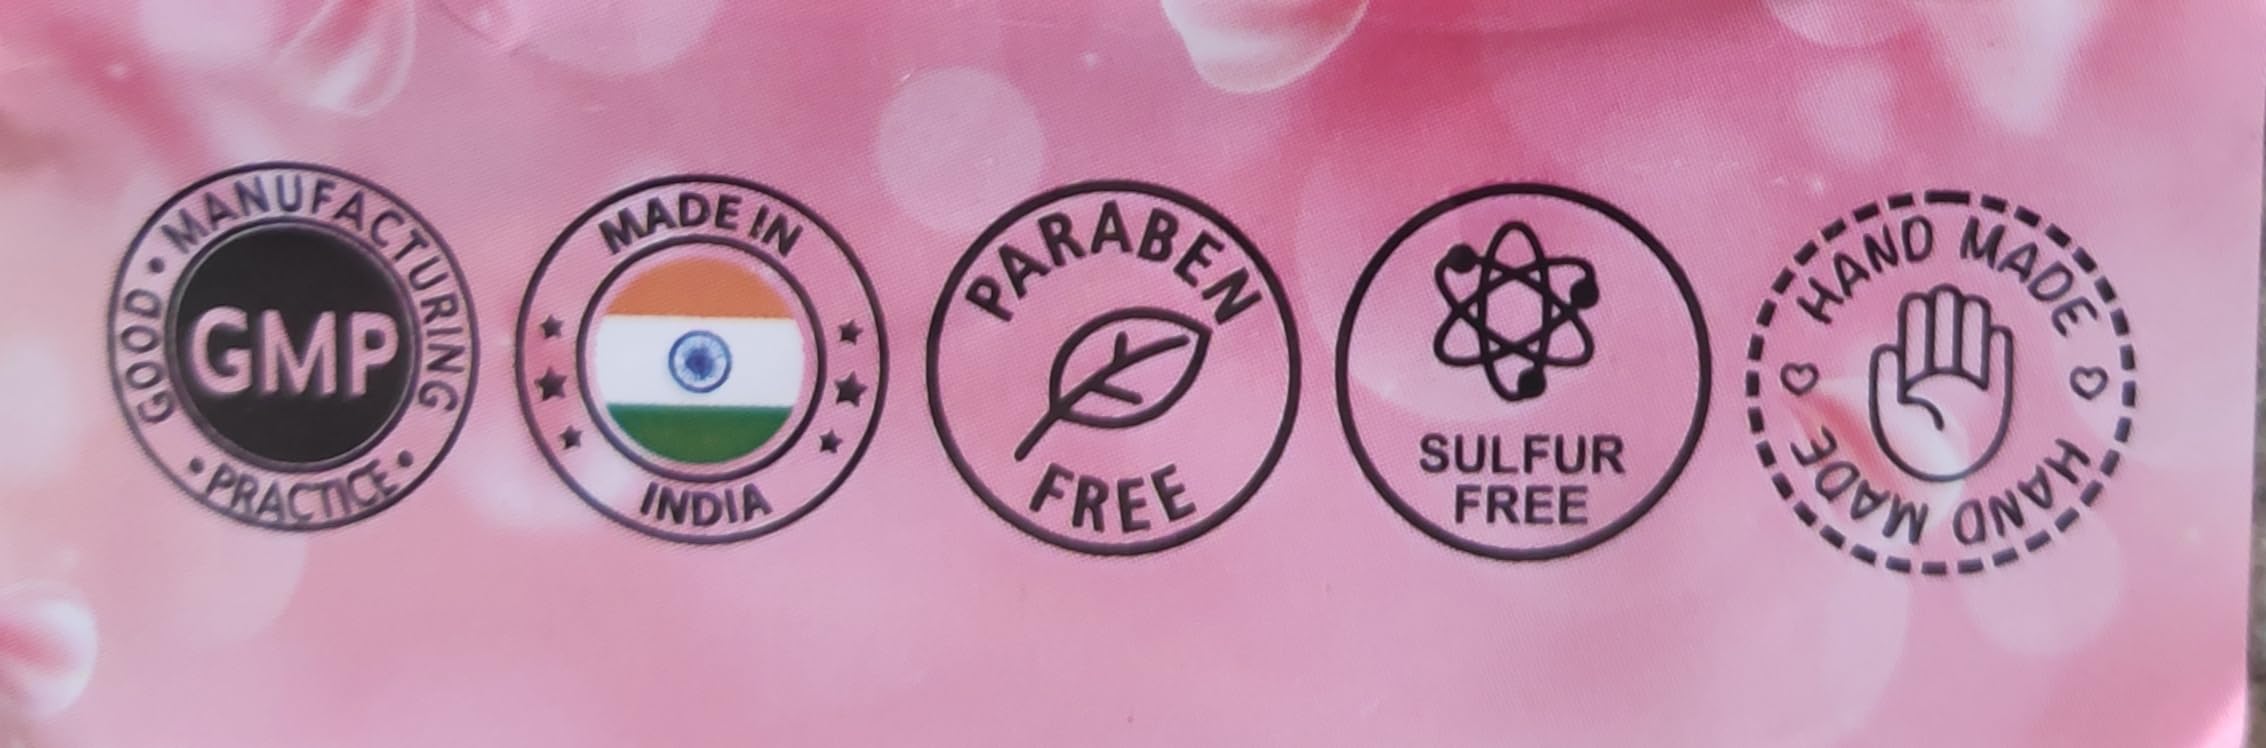 GOOD • MANUFACTURING
• PRACTICE •
GMP
MADE IN
INDIA
PARABEN
FREE
SULFUR
FREE
HAND MADE
HAND MADE